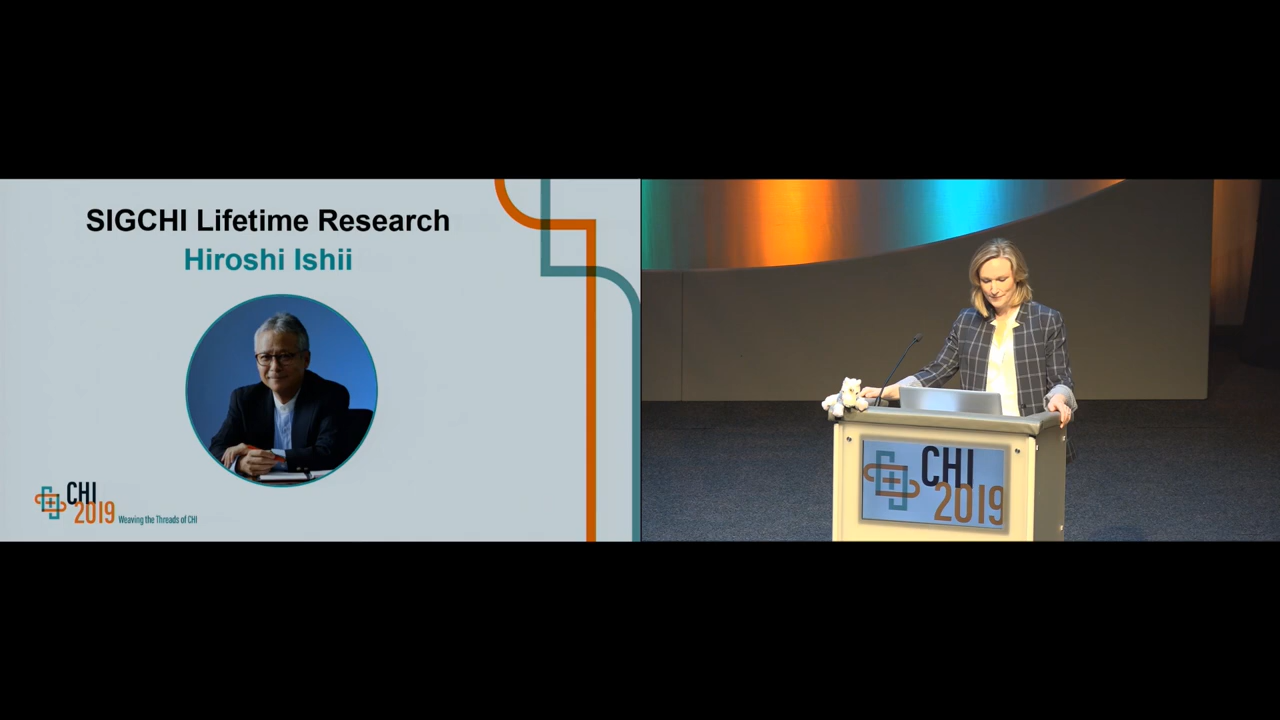 SIGCHI Lifetime Research
Hiroshi Ishii
CHI
2019 Weaving the Threads of CHI
CHI
2019